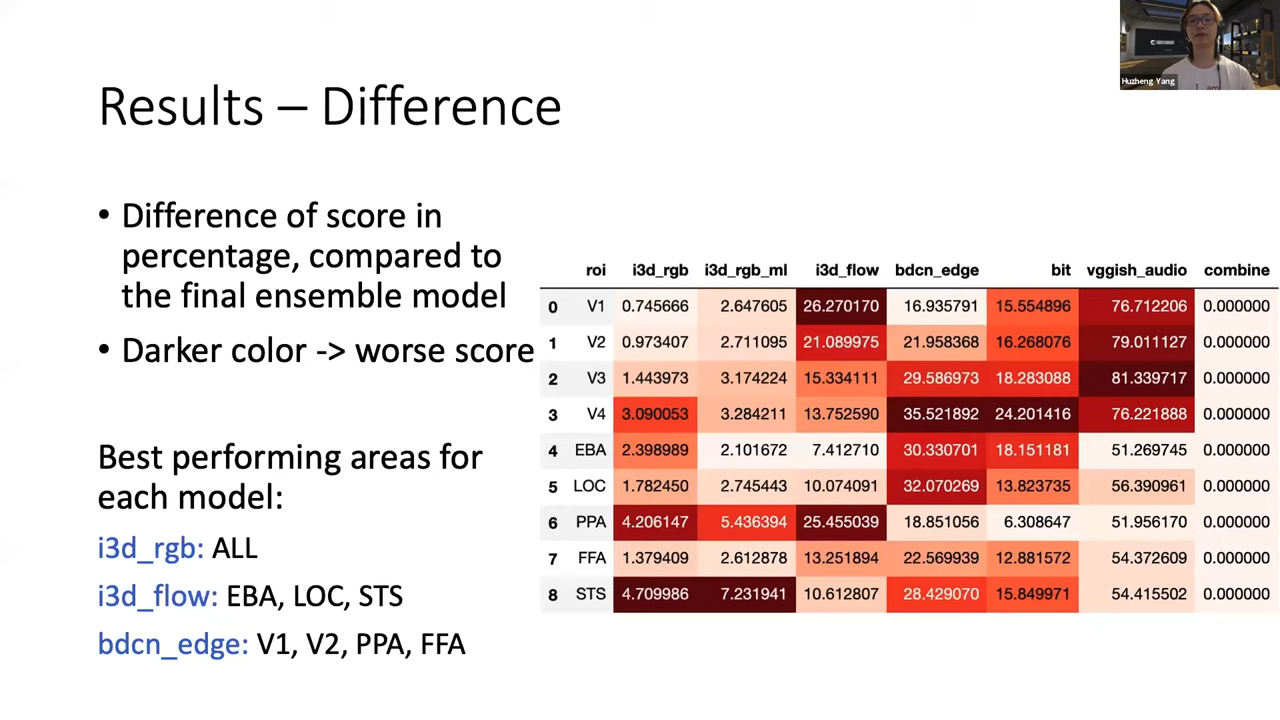 Results – Difference
• Difference of score in
percentage, compared to
the final ensemble model
• Darker color -> worse score
Best performing areas for
each model:
i3d_rgb: ALL
i3d_flow: EBA, LOC, STS
bdcn_edge: V1, V2, PPA, FFA
roi i3d_rgb i3d_rgb_ml i3d_flow bdcn_edge bit vggish_audio combine
0 V1 0.745666 2.647605 26.270170 16.935791 15.554896 76.712206 0.000000
1 V2 0.973407 2.711095 21.089975 21.958368 16.268076 79.011127 0.000000
2 V3 1.443973 3.174224 15.334111 29.586973 18.283088 81.339717 0.000000
3 V4 3.090053 3.284211 13.752590 35.521892 24.201416 76.221888 0.000000
4 EBA 2.398989 2.101672 7.412710 30.330701 18.151181 51.269745 0.000000
5 LOC 1.782450 2.745443 10.074091 32.070269 13.823735 56.390961 0.000000
6 PPA 4.206147 5.436394 25.455039 18.851056 6.308647 51.956170 0.000000
7 FFA 1.379409 2.612878 13.251894 22.569939 12.881572 54.372609 0.000000
8 STS 4.709986 7.231941 10.612807 28.429070 15.849971 54.415502 0.000000
Huzheng Yang
I am